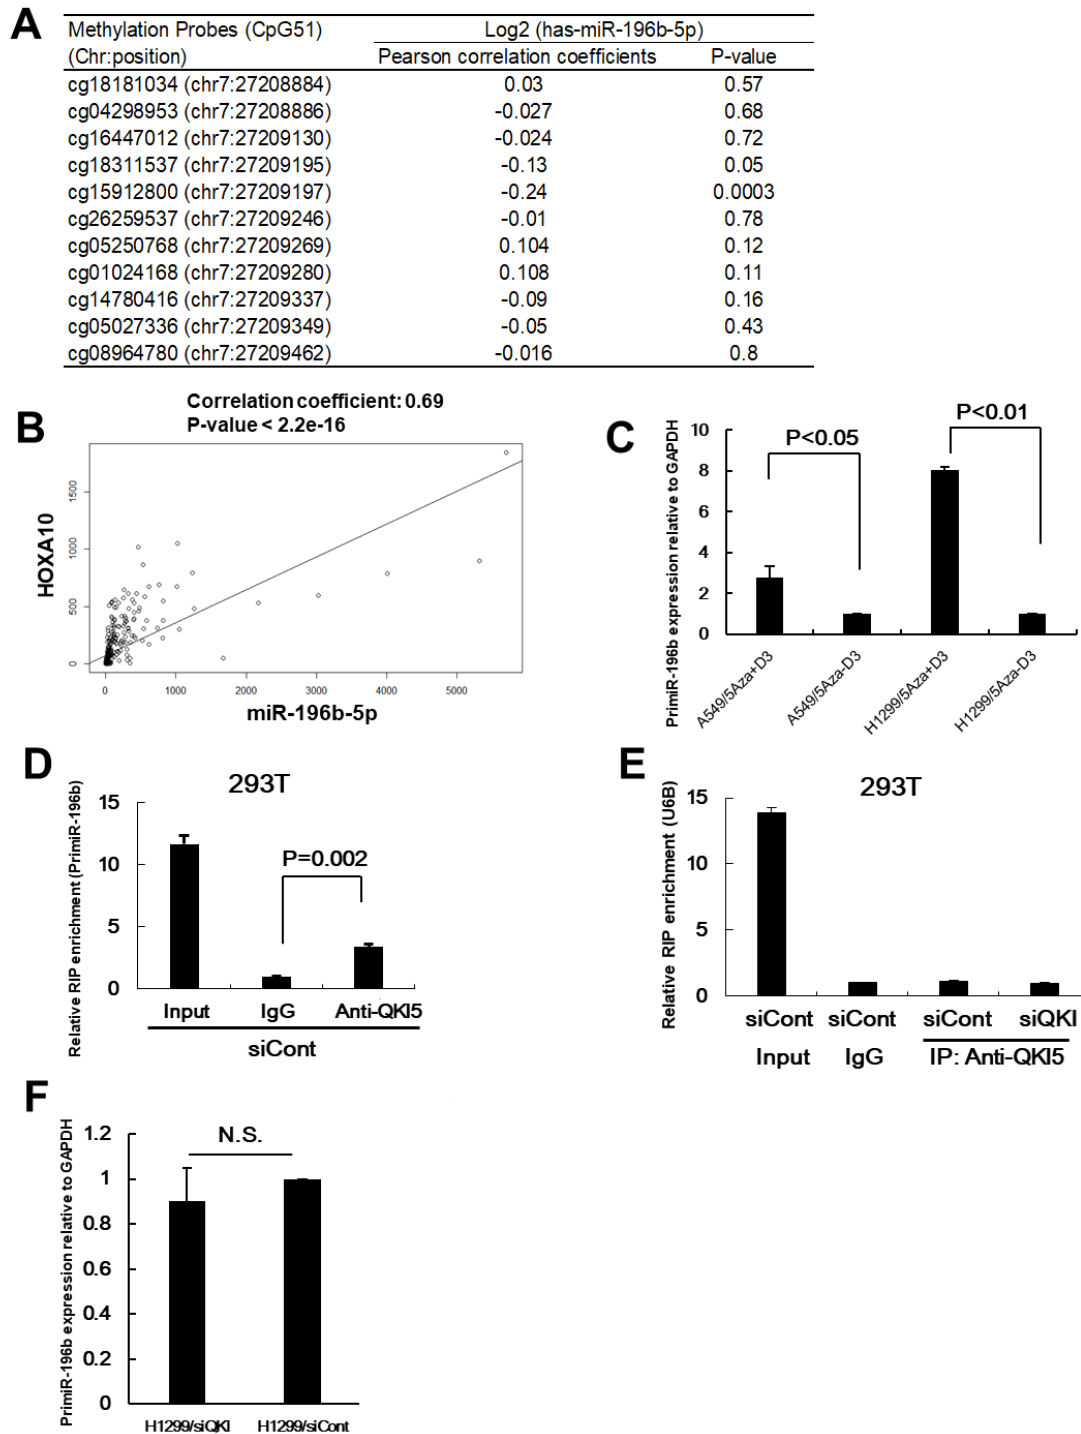 A
Methylation Probes (CpG51) Log2 (has-miR-196b-5p)
(Chr:position) Pearson correlation coefficients P-value
cg18181034 (chr7:27208884) 0.03 0.57
cg04298953 (chr7:27208886) -0.027 0.68
cg16447012 (chr7:27209130) -0.024 0.72
cg18311537 (chr7:27209195) -0.13 0.05
cg15912800 (chr7:27209197) -0.24 0.0003
cg26259537 (chr7:27209246) -0.01 0.78
cg05250768 (chr7:27209269) 0.104 0.12
cg01024168 (chr7:27209280) 0.108 0.11
cg14780416 (chr7:27209337) -0.09 0.16
cg05027336 (chr7:27209349) -0.05 0.43
cg08964780 (chr7:27209462) -0.016 0.8
B
Correlation coefficient: 0.69
P-value < 2.2e-16
HOXA10
1500
1000
500
0
0 1000 2000 3000 4000 5000
miR-196b-5p
C
PrimiR-196b expression relative to GAPDH
10
8
6
4
2
0
P<0.05
P<0.01
A549/5Aza+D3
A549/5Aza-D3
H1299/5Aza+D3
H1299/5Aza-D3
D
293T
Relative RIP enrichment (PrimiR-196b)
15
10
5
0
P=0.002
Input IgG Anti-QKI5
siCont
E
293T
Relative RIP enrichment (U6B)
15
10
15
0
siCont siCont siCont siQKI
Input IgG IP: Anti-QKI5
F
PrimiR-196b expression relative to GAPDH
1.2
1
0.8
0.6
0.4
0.2
0
N.S.
H1299/siQKI H1299/siCont